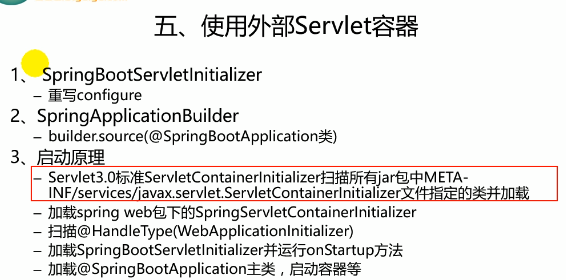 五、使用外部Servlet容器
1、 SpringBootServletInitializer
– 重写configure
2、 SpringApplicationBuilder
– builder.source(@SpringBootApplication类)
3、 启动原理
– Servlet3.0标准ServletContainerInitializer扫描所有jar包中META-
INF/services/javax.servlet.ServletContainerInitializer文件指定的类并加载
– 加载spring web包下的SpringServletContainerInitializer
– 扫描@HandleType(WebApplicationInitializer)
– 加载SpringBootServletInitializer并运行onStartup方法
– 加载@SpringBootApplication主类，启动容器等